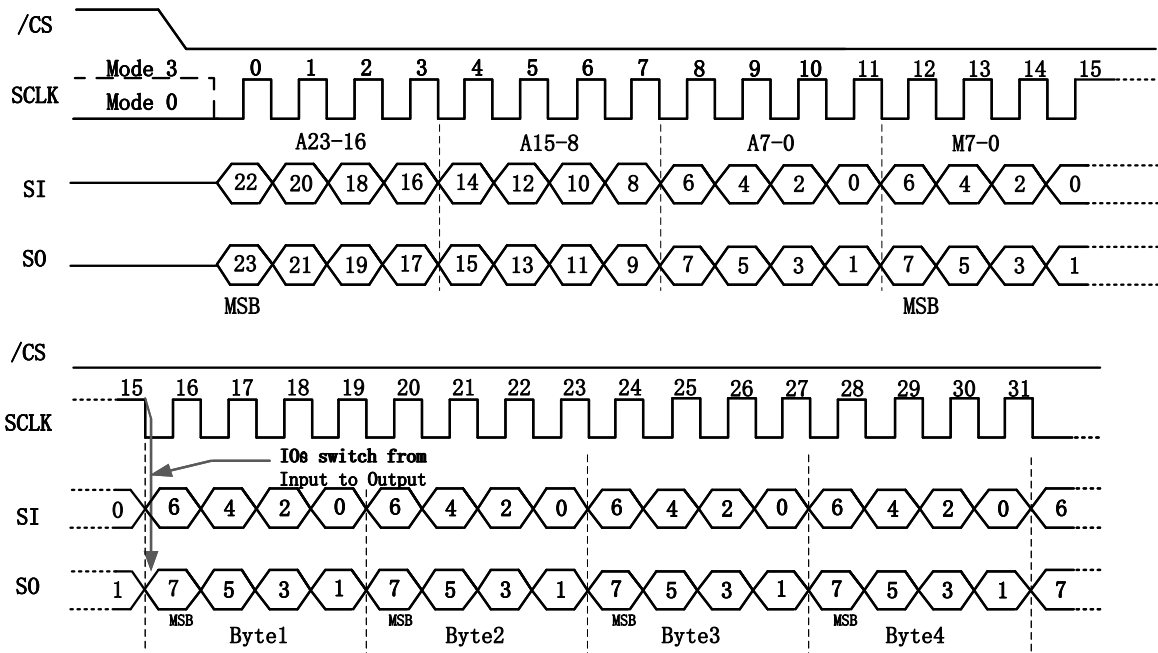 /CS
Mode 3 0 1 2 3 4 5 6 7 8 9 10 11 12 13 14 15
SCLK Mode 0
A23-16 A15-8 A7-0 M7-0
SI 22 20 18 16 14 12 10 8 6 4 2 0 6 4 2 0
SO 23 21 19 17 15 13 11 9 7 5 3 1 7 5 3 1
MSB MSB
/CS
15 16 17 18 19 20 21 22 23 24 25 26 27 28 29 30 31
SCLK
IOs switch from
Input to Output
SI 0 6 4 2 0 6 4 2 0 6 4 2 0 6 4 2 0 6
SO 1 7 5 3 1 7 5 3 1 7 5 3 1 7 5 3 1 7
MSB MSB MSB MSB
Byte1 Byte2 Byte3 Byte4